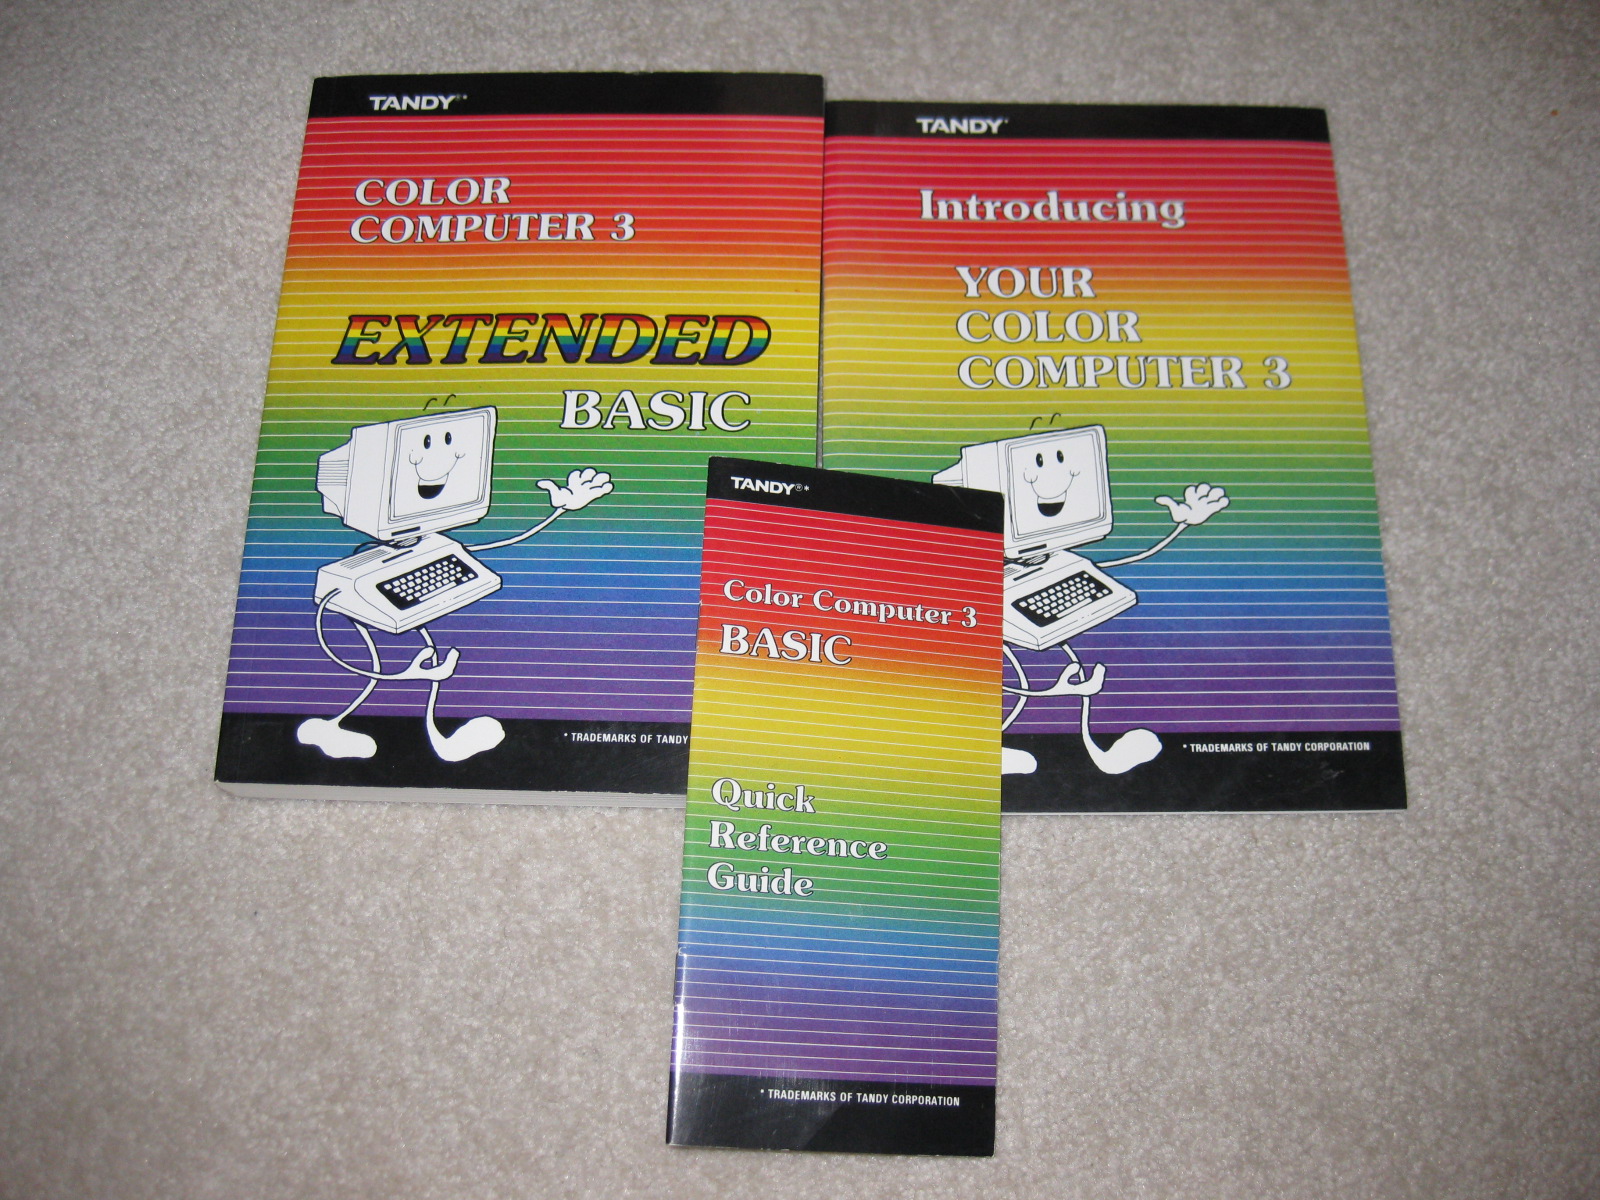 TANDY®*
COLOR
COMPUTER 3
EXTENDED
BASIC
* TRADEMARKS OF TANDY
TANDY*
Introducing
YOUR
COLOR
COMPUTER 3
* TRADEMARKS OF TANDY CORPORATION
TANDY®*
Color Computer 3
BASIC
Quick
Reference
Guide
* TRADEMARKS OF TANDY CORPORATION